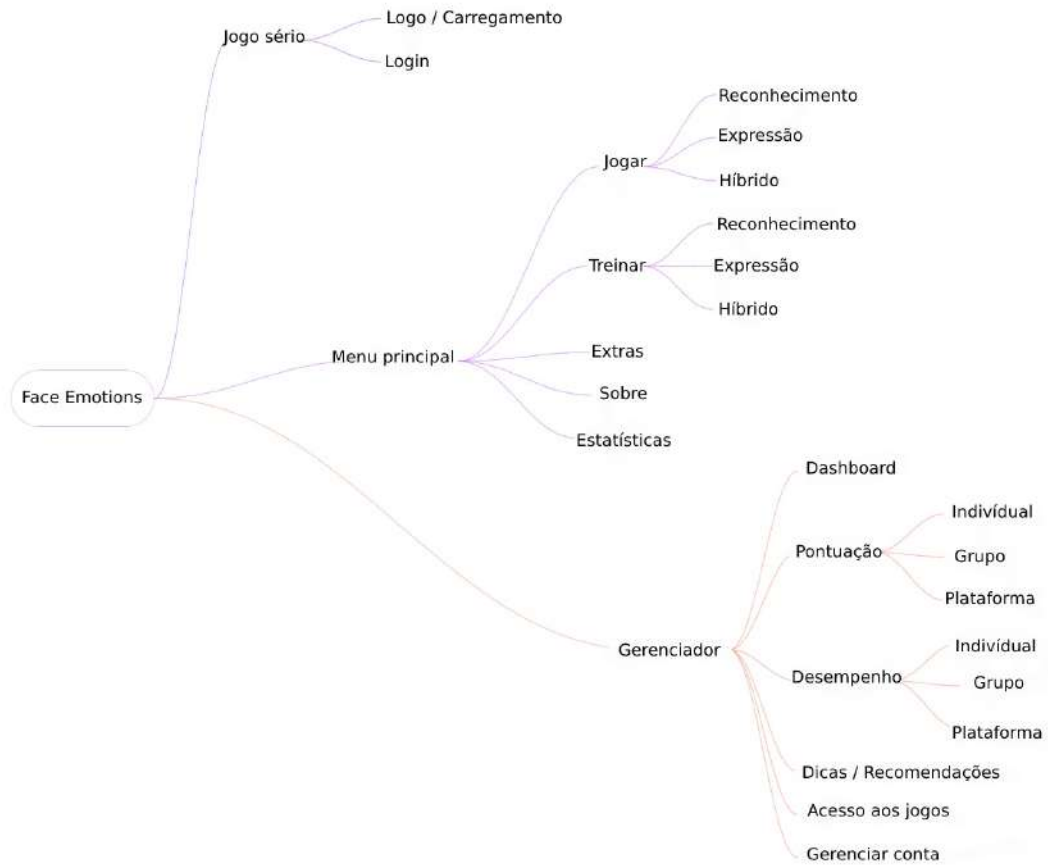 Face Emotions
Jogo sério
Logo / Carregamento
Login
Menu principal
Jogar
Reconhecimento
Expressão
Híbrido
Treinar
Reconhecimento
Expressão
Híbrido
Extras
Sobre
Estatísticas
Gerenciador
Dashboard
Pontuação
Indivídual
Grupo
Plataforma
Desempenho
Indivídual
Grupo
Plataforma
Dicas / Recomendações
Acesso aos jogos
Gerenciar conta